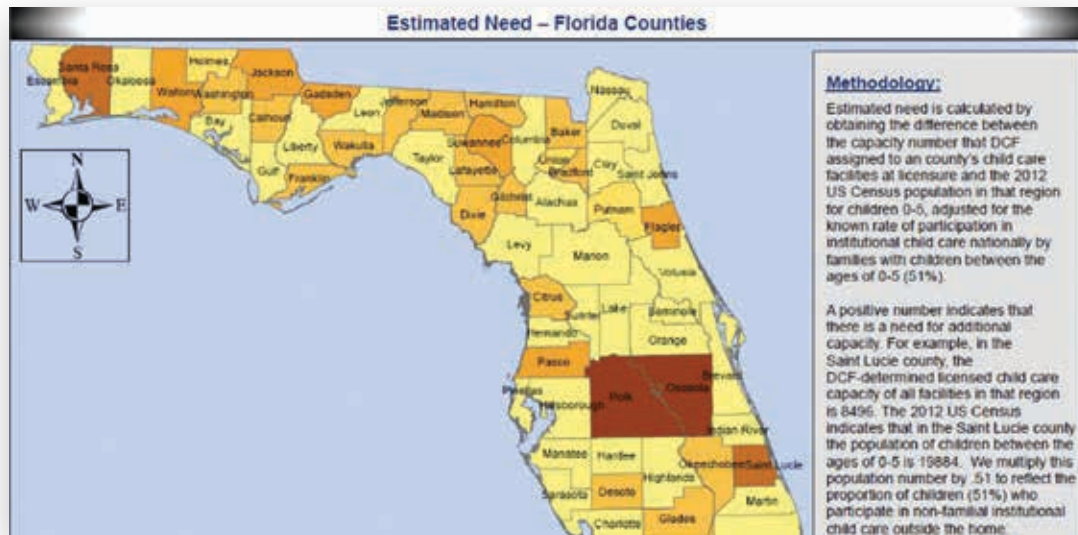 Estimated Need – Florida Counties
Santa Rosa
Escambia
Okaloosa
Walton
Holmes
Washington
Jackson
Bay
Calhoun
Gulf
Gadsden
Liberty
Franklin
Leon
Wakulla
Jefferson
Madison
Taylor
Hamilton
Suwannee
Lafayette
Dixie
Columbia
Gilchrist
Baker
Union
Bradford
Alachua
Levy
Nassau
Duval
Clay
Saint Johns
Putnam
Flagler
Marion
Volusia
Citrus
Sumter
Lake
Seminole
Hernando
Orange
Pasco
Pinellas
Hillsborough
Polk
Osceola
Brevard
Indian River
Manatee
Hardee
Highlands
Okeechobee
Saint Lucie
Sarasota
Desoto
Martin
Charlotte
Glades
N
W
E
S
Methodology:
Estimated need is calculated by
obtaining the difference between
the capacity number that DCF
assigned to an county's child care
facilities at licensure and the 2012
US Census population in that region
for children 0-5, adjusted for the
known rate of participation in
institutional child care nationally by
families with children between the
ages of 0-5 (51%).
A positive number indicates that
there is a need for additional
capacity. For example, in the
Saint Lucie county, the
DCF-determined licensed child care
capacity of all facilities in that region
is 8496. The 2012 US Census
indicates that in the Saint Lucie county
the population of children between the
ages of 0-5 is 19884. We multiply this
population number by .51 to reflect the
proportion of children (51%) who
participate in non-familial institutional
child care outside the home.